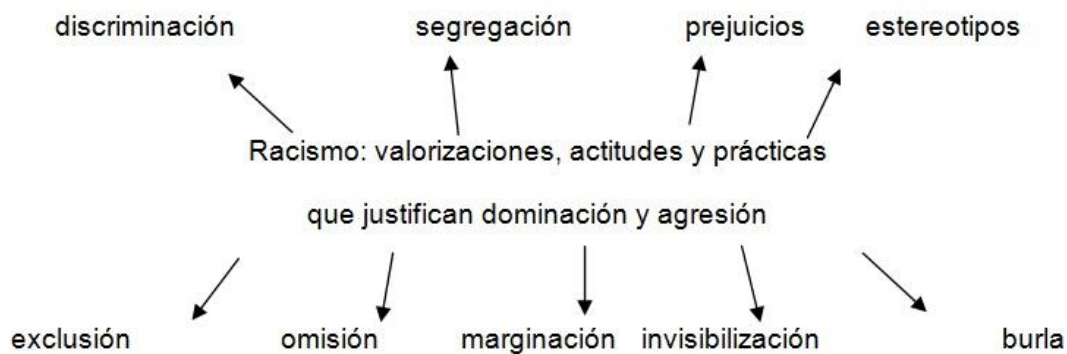 discriminación segregación prejuicios estereotipos
Racismo: valorizaciones, actitudes y prácticas
que justifican dominación y agresión
exclusión omisión marginación invisibilización burla